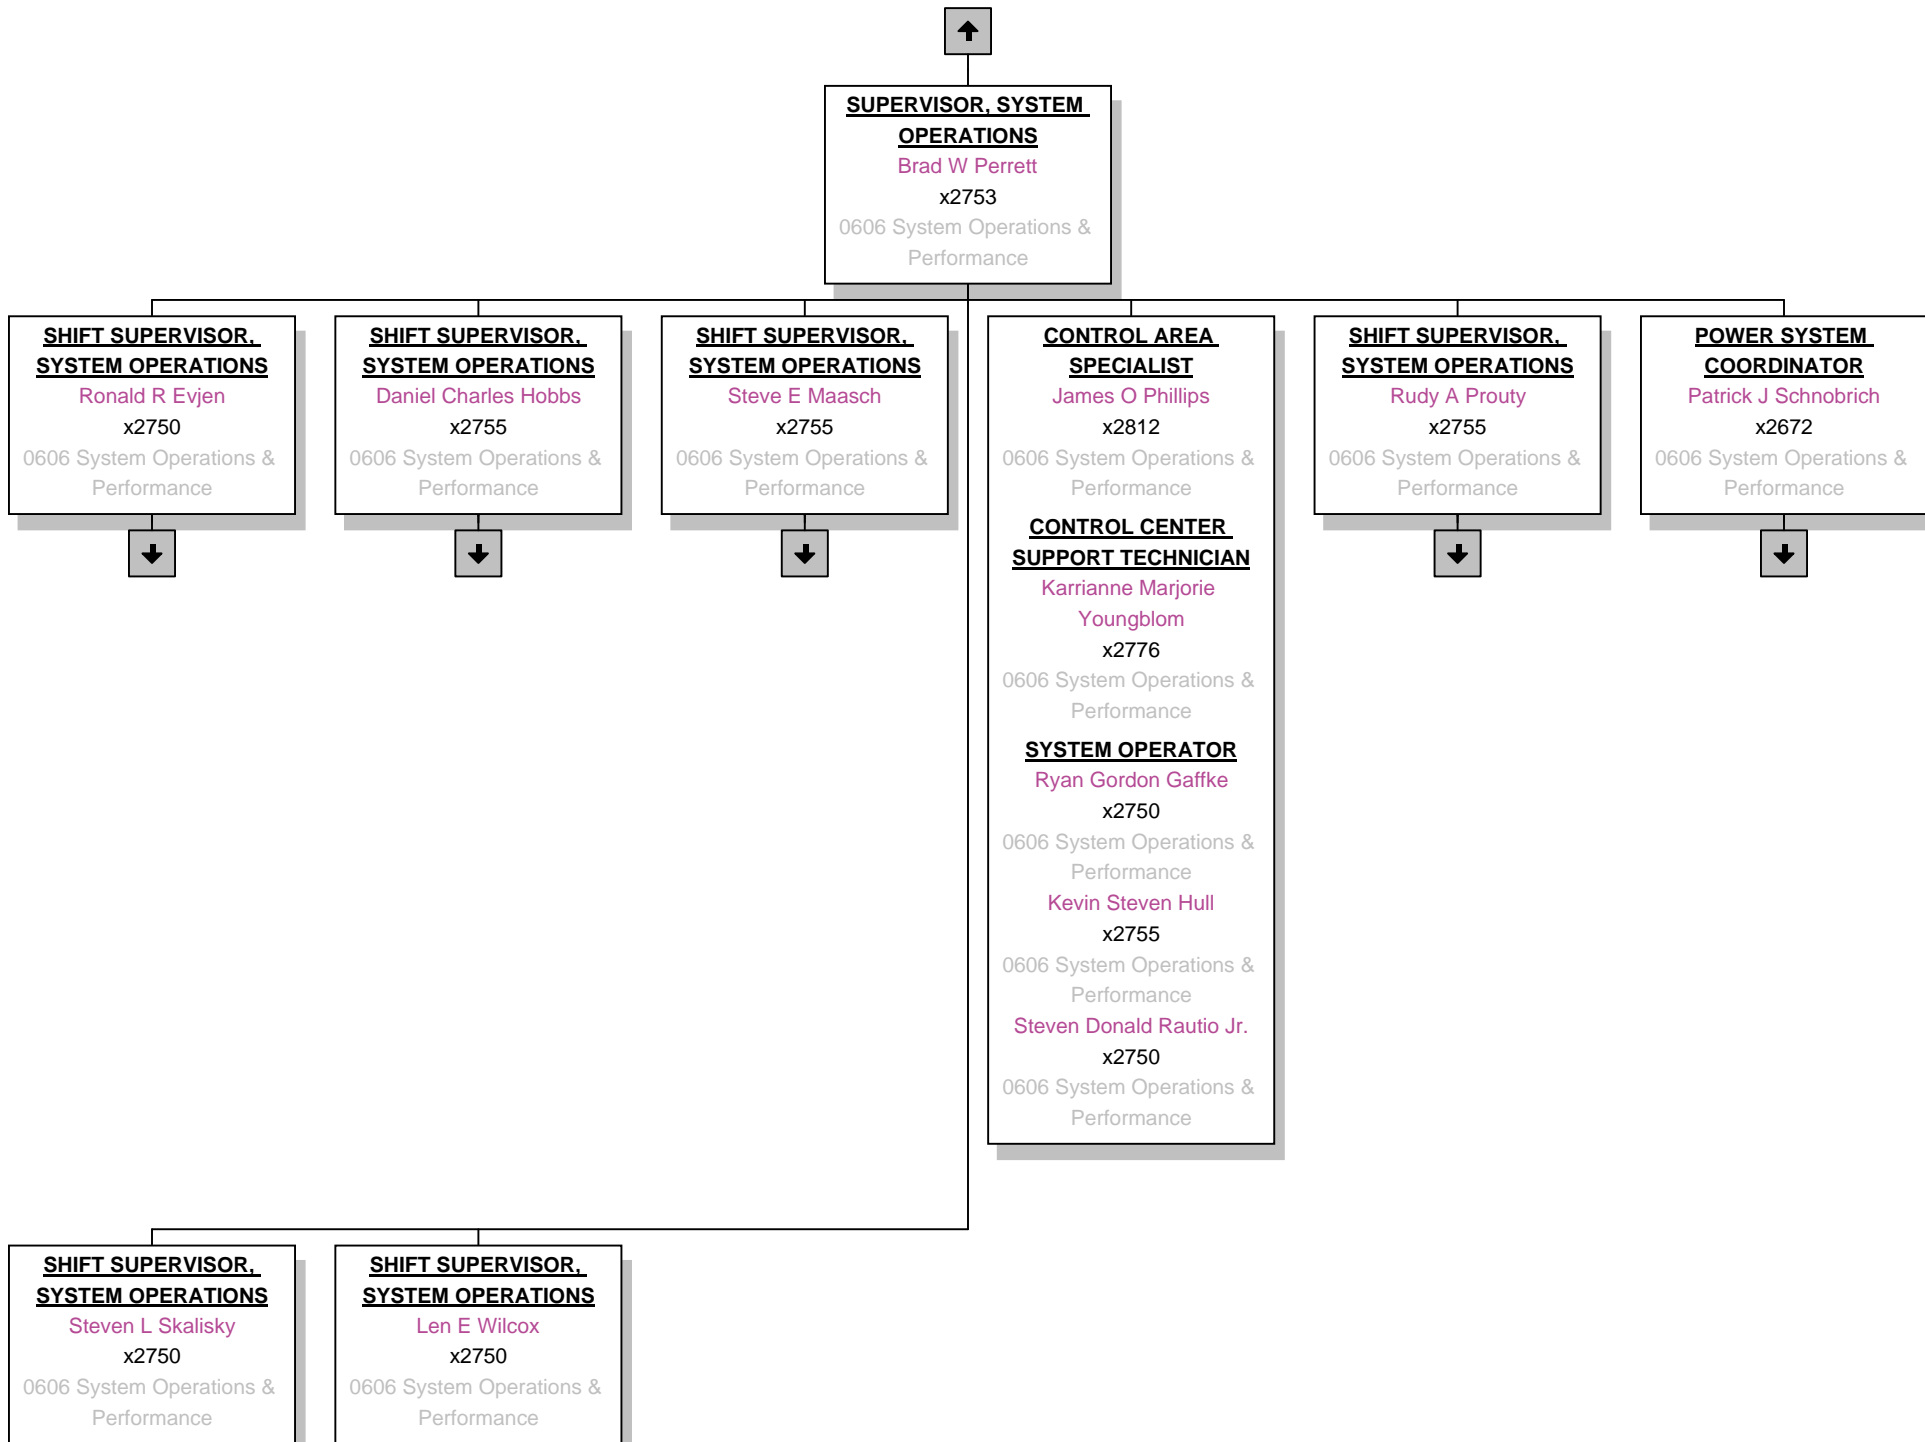 SUPERVISOR, SYSTEM
OPERATIONS
Brad W Perrett
x2753
0606 System Operations &
Performance
SHIFT SUPERVISOR,
SYSTEM OPERATIONS
Ronald R Evjen
x2750
0606 System Operations &
Performance
SHIFT SUPERVISOR,
SYSTEM OPERATIONS
Daniel Charles Hobbs
x2755
0606 System Operations &
Performance
SHIFT SUPERVISOR,
SYSTEM OPERATIONS
Steve E Maasch
x2755
0606 System Operations &
Performance
CONTROL AREA
SPECIALIST
James O Phillips
x2812
0606 System Operations &
Performance
CONTROL CENTER
SUPPORT TECHNICIAN
Karrianne Marjorie
Youngblom
x2776
0606 System Operations &
Performance
SYSTEM OPERATOR
Ryan Gordon Gaffke
x2750
0606 System Operations &
Performance
Kevin Steven Hull
x2755
0606 System Operations &
Performance
Steven Donald Rautio Jr.
x2750
0606 System Operations &
Performance
SHIFT SUPERVISOR,
SYSTEM OPERATIONS
Rudy A Prouty
x2755
0606 System Operations &
Performance
POWER SYSTEM
COORDINATOR
Patrick J Schnobrich
x2672
0606 System Operations &
Performance
SHIFT SUPERVISOR,
SYSTEM OPERATIONS
Steven L Skalisky
x2750
0606 System Operations &
Performance
SHIFT SUPERVISOR,
SYSTEM OPERATIONS
Len E Wilcox
x2750
0606 System Operations &
Performance